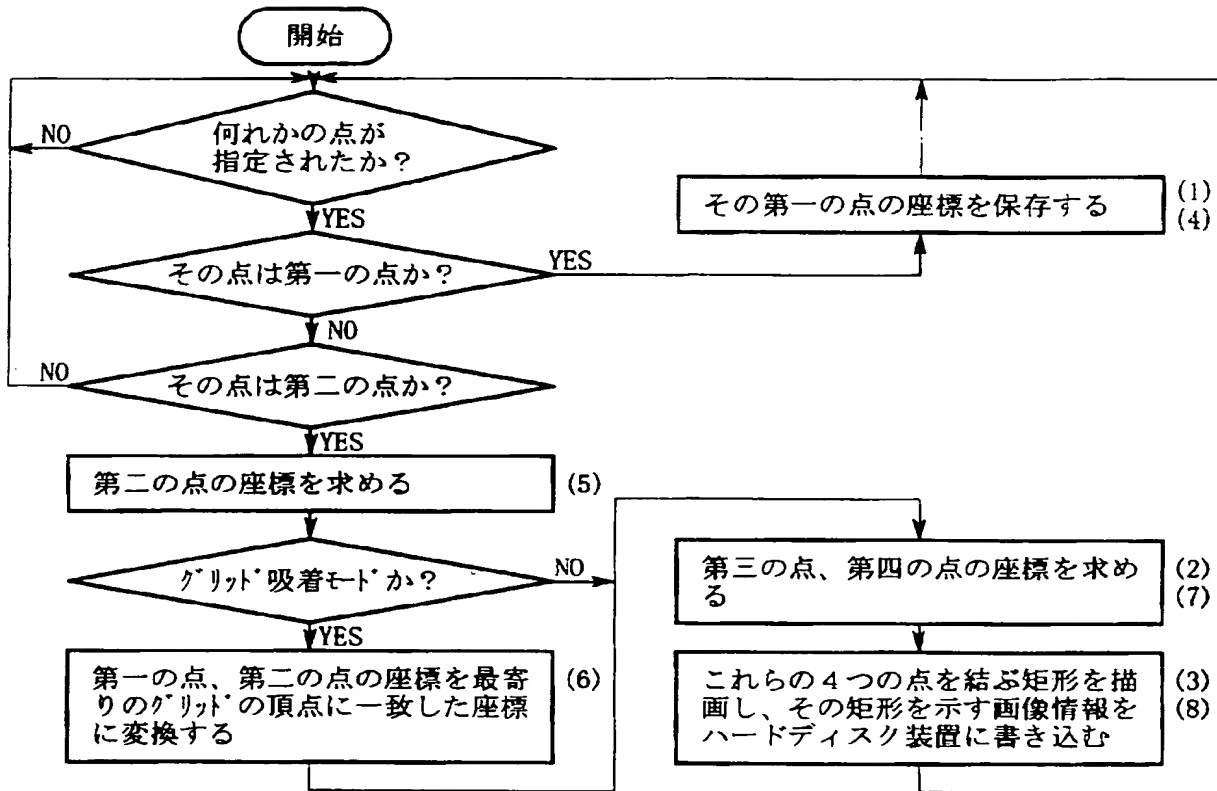 開始
何れかの点が
指定されたか?
NO
YES
その第一の点の座標を保存する
(1)
(4)
その点は第一の点か?
YES
NO
その点は第二の点か?
NO
YES
第二の点の座標を求める
(5)
グリッド吸着モードか?
NO
YES
第三の点、第四の点の座標を求め
る
(2)
(7)
第一の点、第二の点の座標を最寄
りのグリッドの頂点に一致した座標
に変換する
(6)
これらの4つの点を結ぶ矩形を描
画し、その矩形を示す画像情報を
ハードディスク装置に書き込む
(3)
(8)